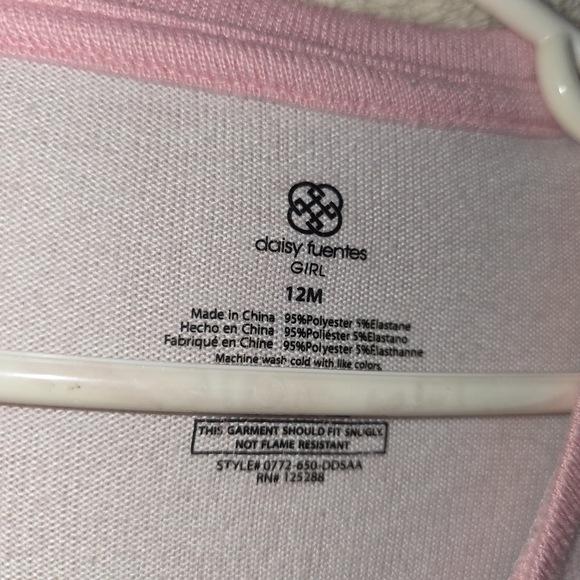 daisy fuentes
GIRL
12M
Made in China 95%Polyester 5%Elastane
Hecho en China 95%Poliéster 5%Elastano
Fabriqué en Chine 95%Polyester 5%Elasthanne
Machine wash cold with like colors,
THIS GARMENT SHOULD FIT SNUGLY
NOT FLAME RESISTANT
STYLE# 0772-650-DDSAA
RN# 125288